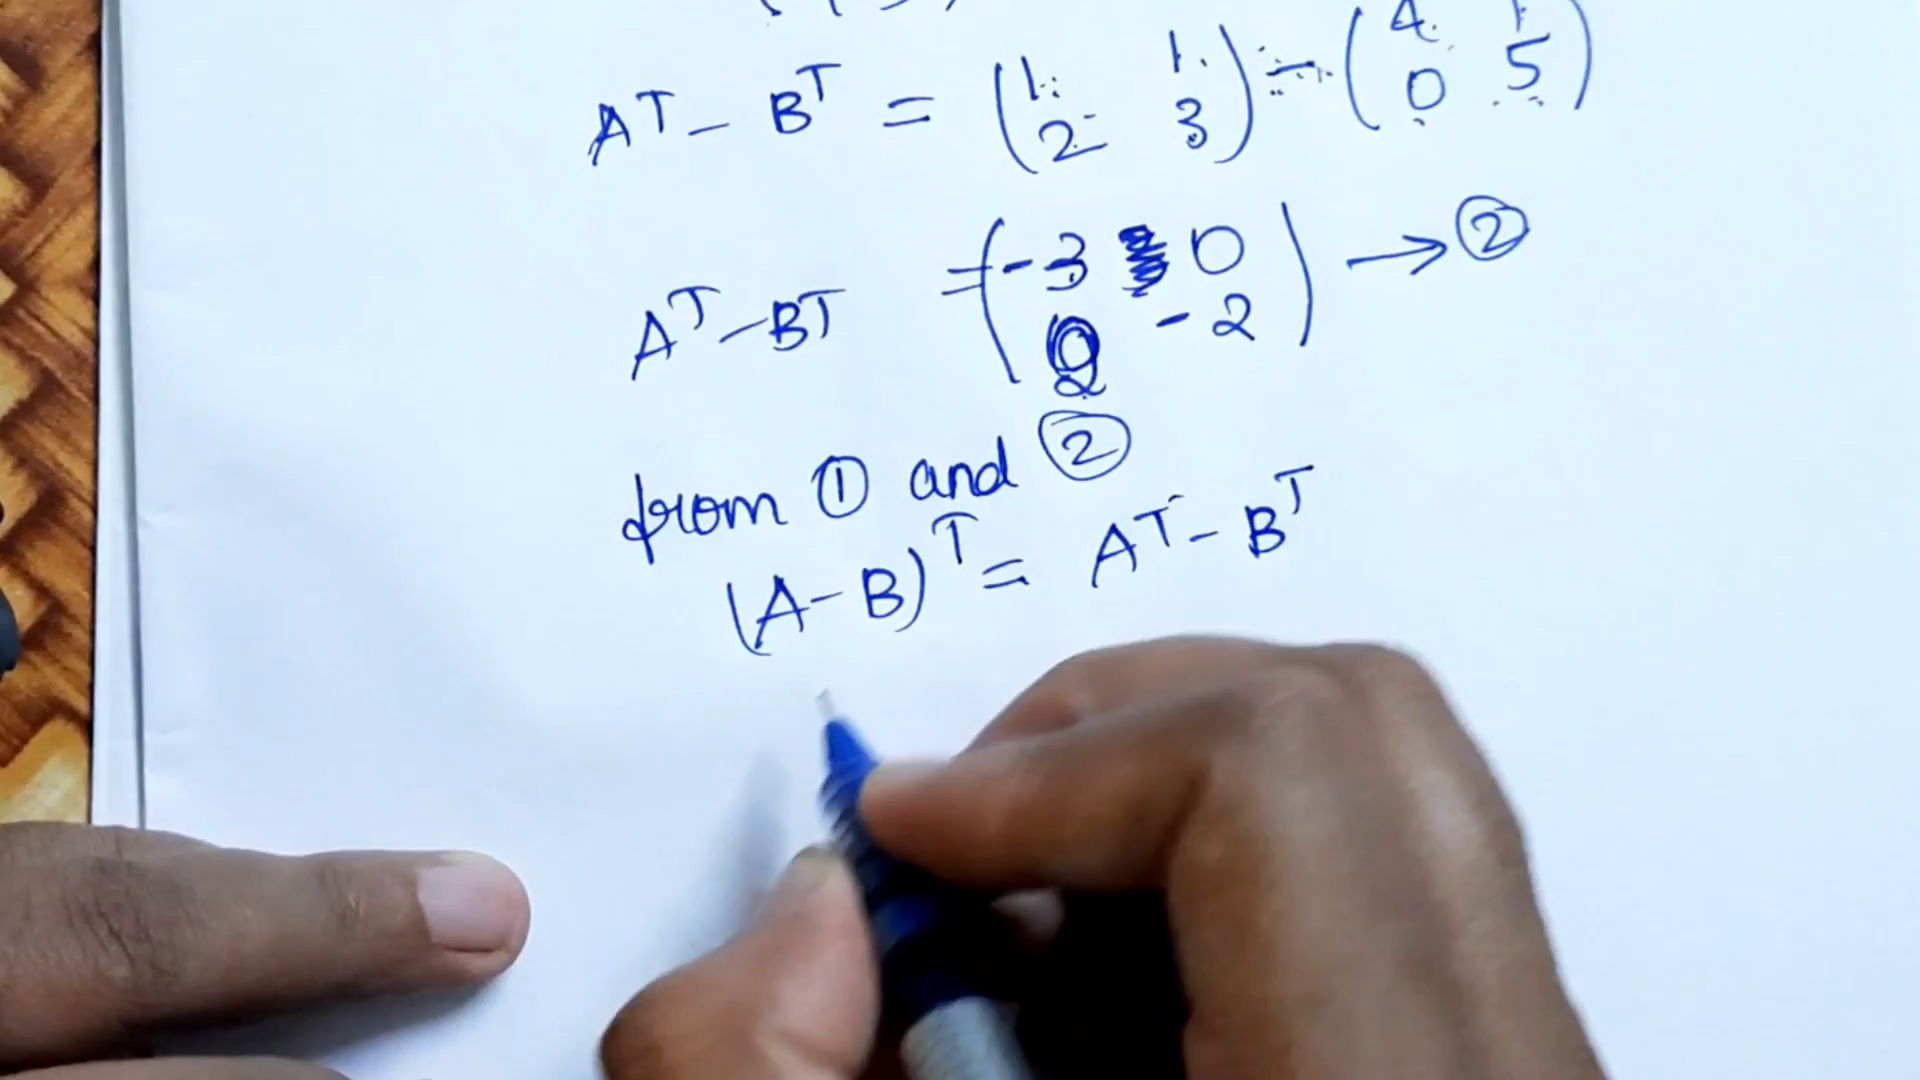 Aᵀ - Bᵀ = (1 1 2 3) - (4 1 0 5)
Aᵀ - Bᵀ = (-3 0 2 -2) → ②
from ① and ②
(A - B)ᵀ = Aᵀ - Bᵀ